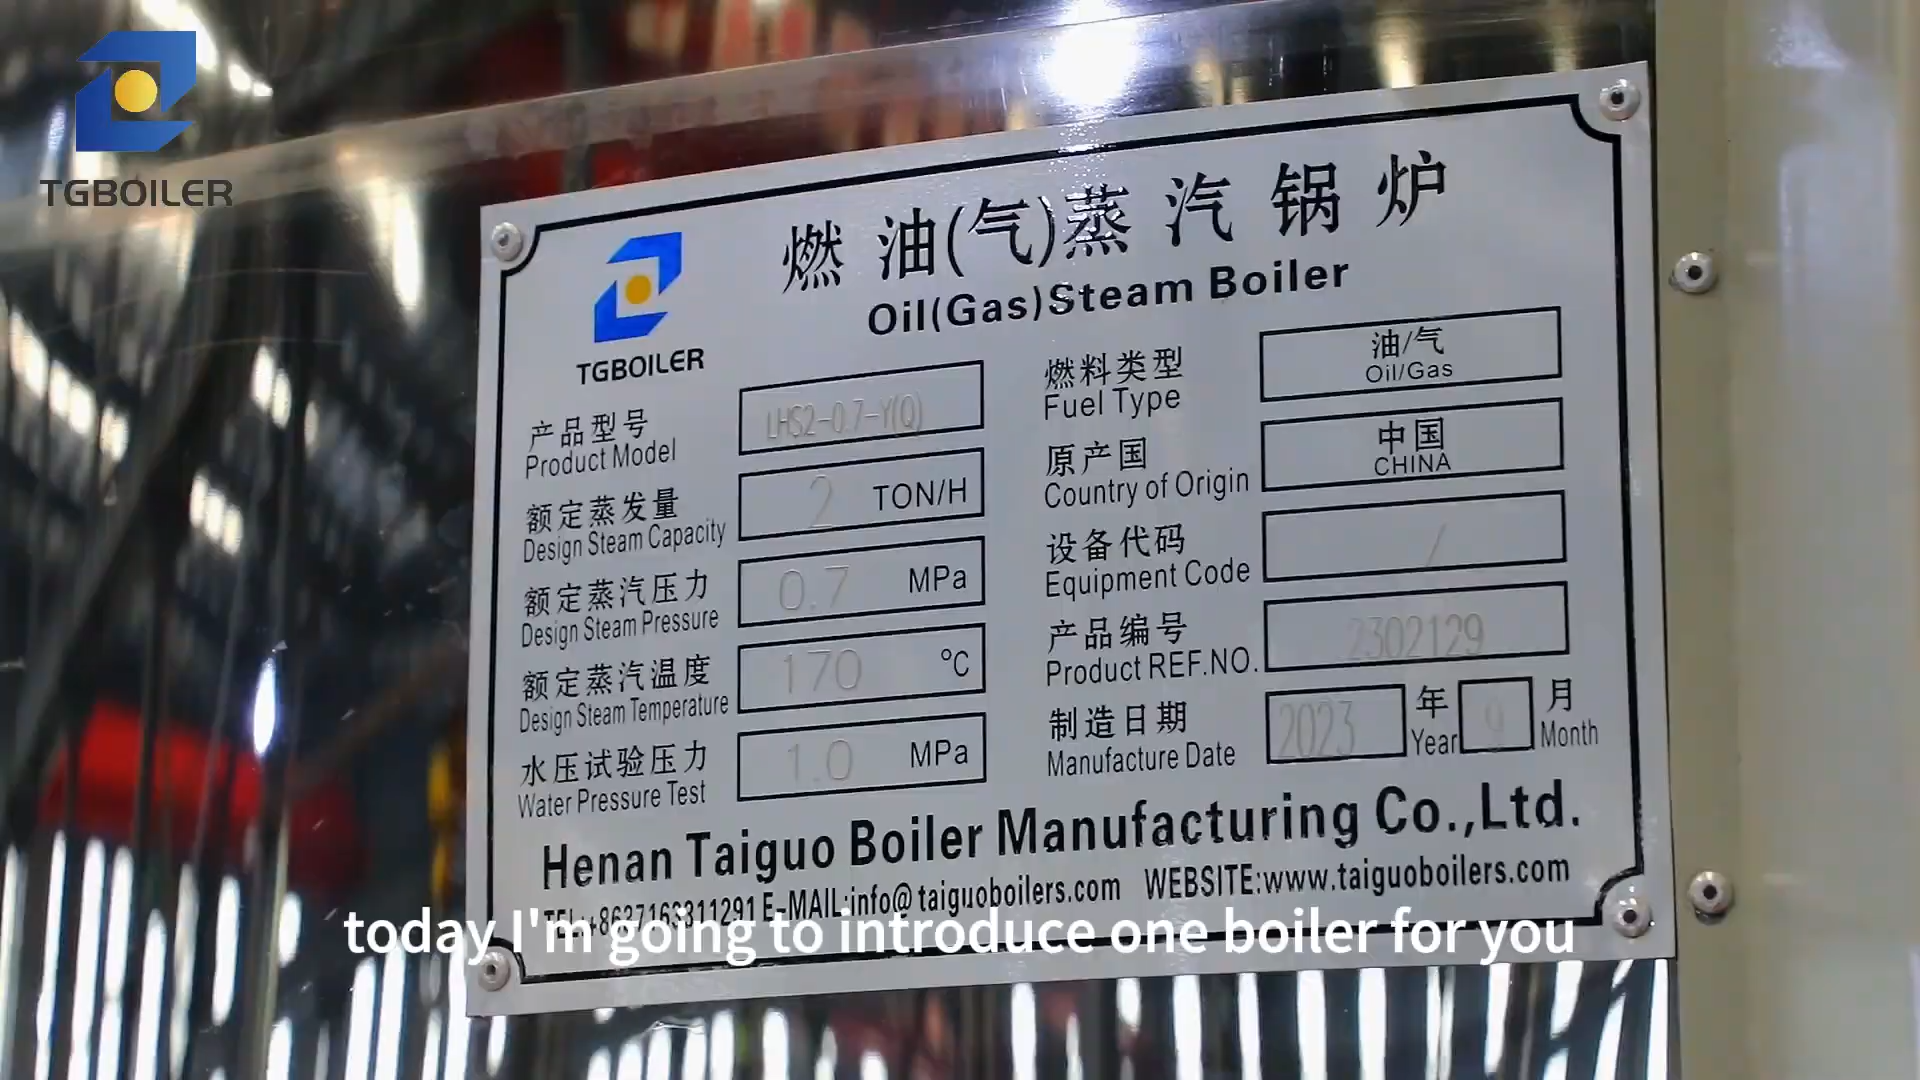 TGBOILER
燃油(气)蒸汽锅炉
Oil(Gas)Steam Boiler
TGBOILER
产品型号
Product Model
LHS2-0.7-Y(Q)
额定蒸发量
Design Steam Capacity
2 TON/H
额定蒸汽压力
Design Steam Pressure
0.7 MPa
额定蒸汽温度
Design Steam Temperature
170 °C
水压试验压力
Water Pressure Test
1.0 MPa
燃料类型
Fuel Type
油/气
Oil/Gas
原产国
Country of Origin
中国
CHINA
设备代码
Equipment Code
/
产品编号
Product REF.NO.
2302129
制造日期
Manufacture Date
2023 年 9 月
Year Month
Henan Taiguo Boiler Manufacturing Co.,Ltd.
TEL:+8637163311291 E-MAIL:info@taiguoboilers.com WEBSITE:www.taiguoboilers.com
today I'm going to introduce one boiler for you